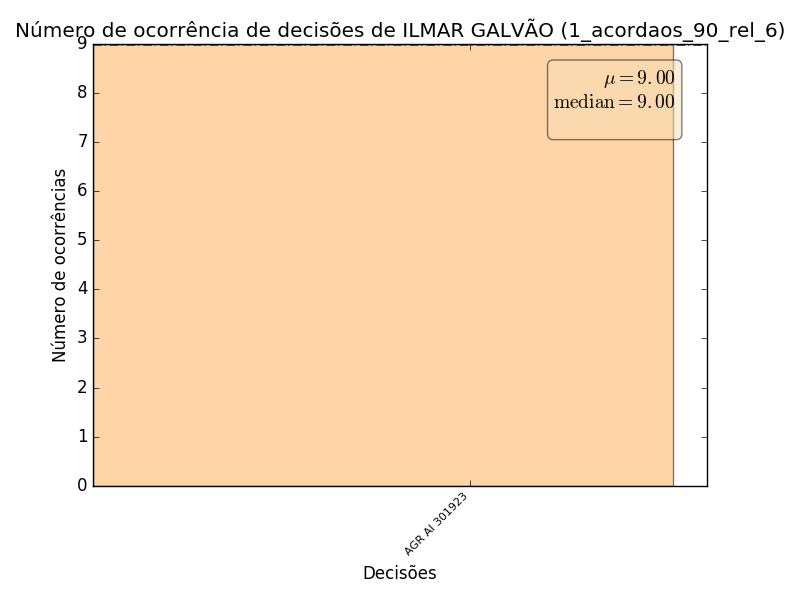 Número de ocorrência de decisões de ILMAR GALVÃO (1_acordaos_90_rel_6)
9
8
7
6
5
4
3
2
1
0
Número de ocorrências
μ = 9.00
median = 9.00
AGR AI 301923
Decisões